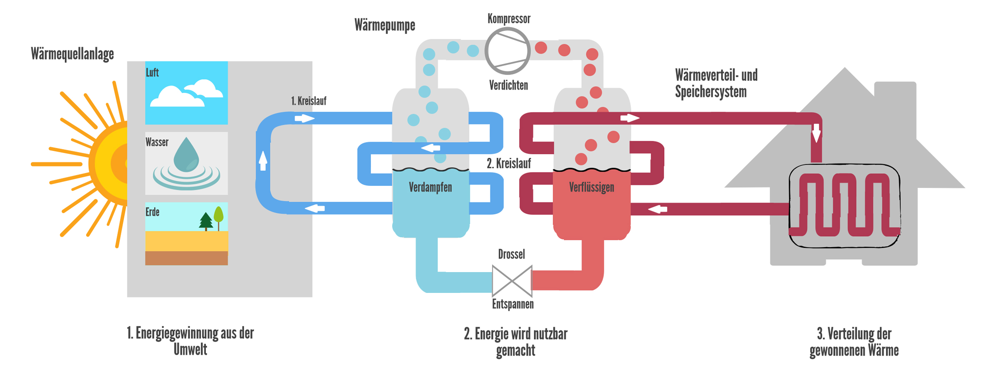 Wärmequellanlage
Luft
Wasser
Erde
1. Kreislauf
Wärmepumpe
Kompressor
Verdichten
2. Kreislauf
Verdampfen
Verflüssigen
Drossel
Entspannen
Wärmeverteil- und
Speichersystem
1. Energiegewinnung aus der
Umwelt
2. Energie wird nutzbar
gemacht
3. Verteilung der
gewonnenen Wärme